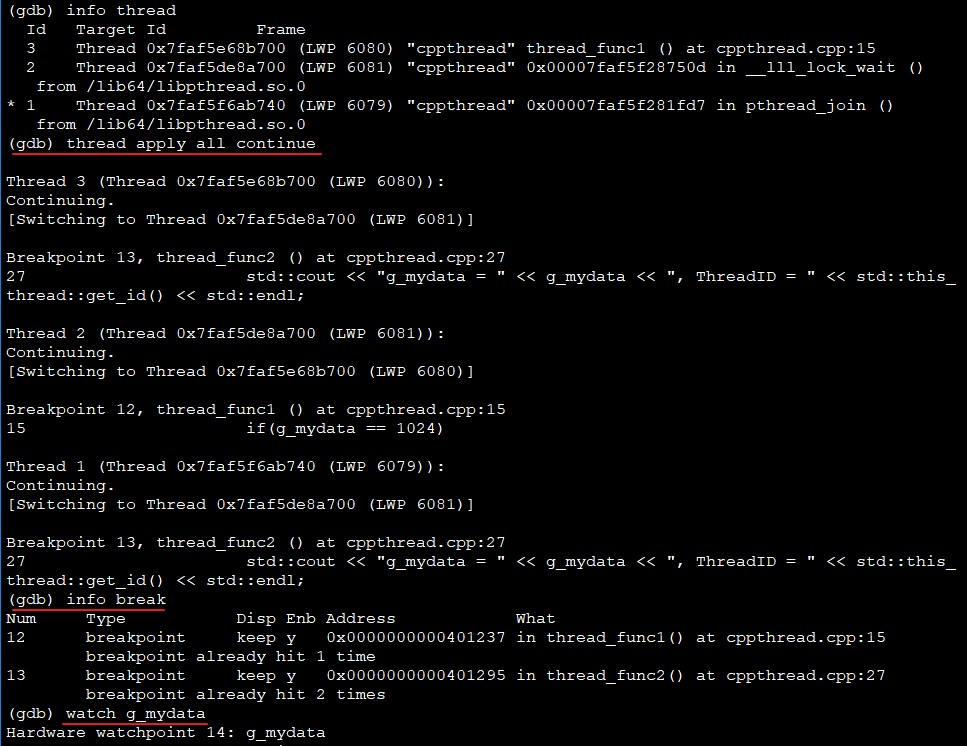 (gdb) info thread
  Id   Target Id         Frame
  3    Thread 0x7faf5e68b700 (LWP 6080) "cppthread" thread_func1 () at cppthread.cpp:15
  2    Thread 0x7faf5de8a700 (LWP 6081) "cppthread" 0x00007faf5f28750d in __lll_lock_wait ()
   from /lib64/libpthread.so.0
* 1    Thread 0x7faf5f6ab740 (LWP 6079) "cppthread" 0x00007faf5f281fd7 in pthread_join ()
   from /lib64/libpthread.so.0
(gdb) thread apply all continue
Thread 3 (Thread 0x7faf5e68b700 (LWP 6080)):
Continuing.
[Switching to Thread 0x7faf5de8a700 (LWP 6081)]
Breakpoint 13, thread_func2 () at cppthread.cpp:27
27                      std::cout << "g_mydata = " << g_mydata << ", ThreadID = " << std::this_
thread::get_id() << std::endl;
Thread 2 (Thread 0x7faf5de8a700 (LWP 6081)):
Continuing.
[Switching to Thread 0x7faf5e68b700 (LWP 6080)]
Breakpoint 12, thread_func1 () at cppthread.cpp:15
15                      if(g_mydata == 1024)
Thread 1 (Thread 0x7faf5f6ab740 (LWP 6079)):
Continuing.
[Switching to Thread 0x7faf5de8a700 (LWP 6081)]
Breakpoint 13, thread_func2 () at cppthread.cpp:27
27                      std::cout << "g_mydata = " << g_mydata << ", ThreadID = " << std::this_
thread::get_id() << std::endl;
(gdb) info break
Num     Type           Disp Enb Address            What
12      breakpoint     keep y   0x0000000000401237 in thread_func1() at cppthread.cpp:15
        breakpoint already hit 1 time
13      breakpoint     keep y   0x0000000000401295 in thread_func2() at cppthread.cpp:27
        breakpoint already hit 2 times
(gdb) watch g_mydata
Hardware watchpoint 14: g_mydata